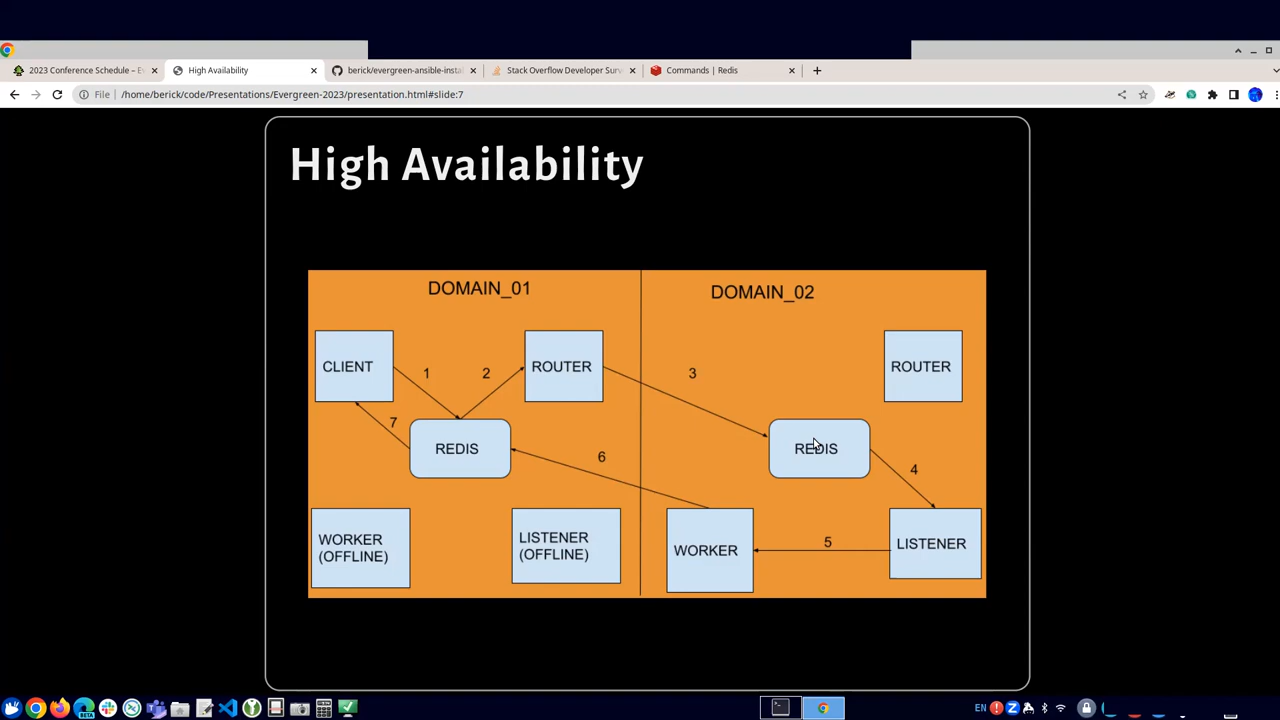 2023 Conference Schedule – E
High Availability
berick/evergreen-ansible-instal
Stack Overflow Developer Surv
Commands | Redis
File
/home/berick/code/Presentations/Evergreen-2023/presentation.html#slide:7
High Availability
DOMAIN_01
DOMAIN_02
CLIENT
1
2
ROUTER
3
ROUTER
7
REDIS
6
REDIS
4
WORKER
(OFFLINE)
LISTENER
(OFFLINE)
WORKER
5
LISTENER
BETA
EN